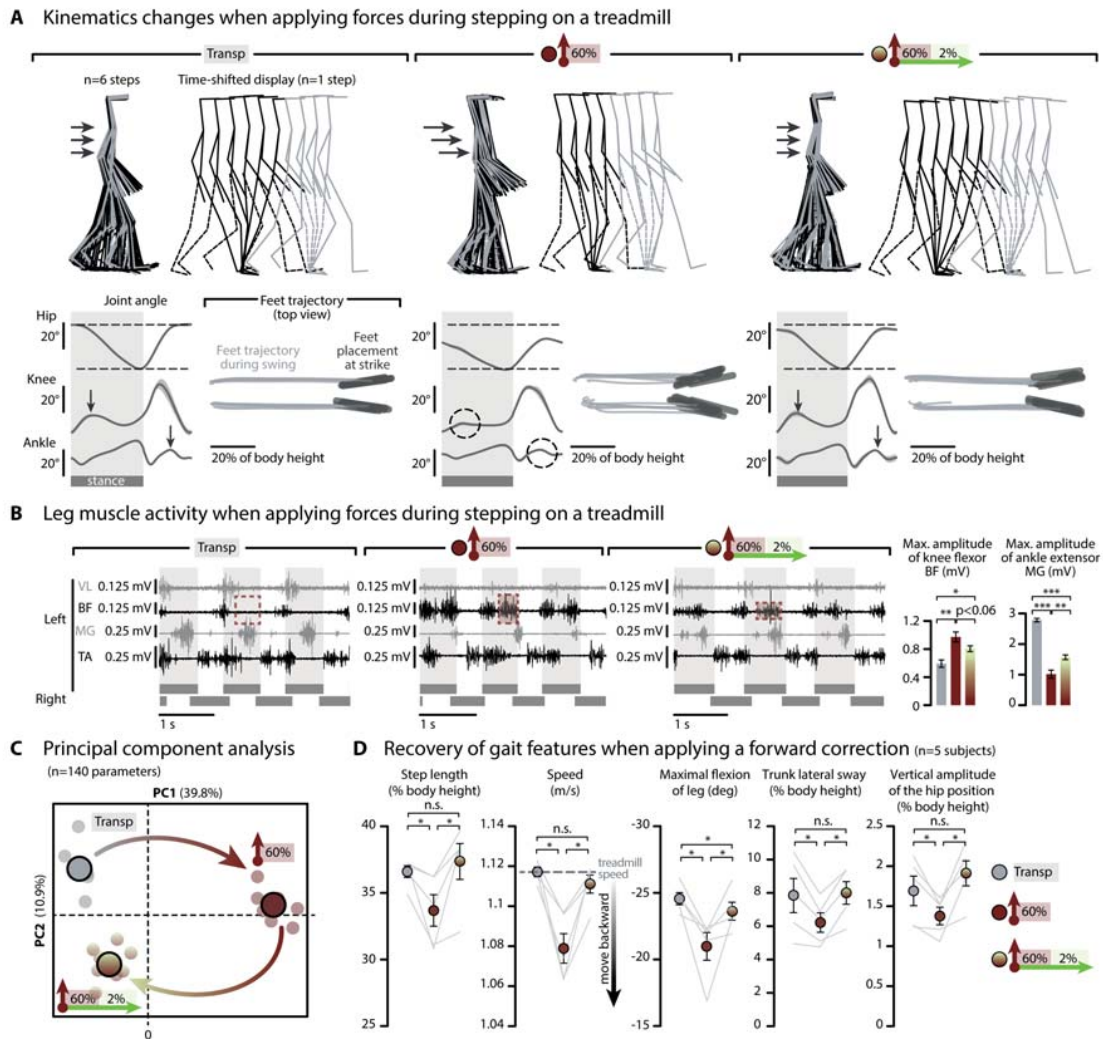 A Kinematics changes when applying forces during stepping on a treadmill
Transp
60%
60% 2%
n=6 steps
Time-shifted display (n=1 step)
Joint angle
Feet trajectory
(top view)
Hip
20°
20°
20°
Feet trajectory
during swing
Feet
placement
at strike
Knee
20°
20°
20°
Ankle
20°
20°
20°
20% of body height
20% of body height
20% of body height
stance
B Leg muscle activity when applying forces during stepping on a treadmill
Transp
60%
60% 2%
Max. amplitude
of knee flexor
BF (mV)
Max. amplitude
of ankle extensor
MG (mV)
Left
VL 0.125 mV
BF 0.125 mV
MG 0.25 mV
TA 0.25 mV
0.125 mV
0.125 mV
0.25 mV
0.25 mV
0.125 mV
0.125 mV
0.25 mV
0.25 mV
Right
1 s
1 s
1 s
*
** p<0.06
1.2
0.8
0.4
0
***
*** **
3
2
1
0
C Principal component analysis
(n=140 parameters)
PC1 (39.8%)
PC2 (10.9%)
Transp
60%
60% 2%
0
D Recovery of gait features when applying a forward correction (n=5 subjects)
Step length
(% body height)
n.s.
* *
40
35
30
25
Speed
(m/s)
n.s.
* *
1.14
1.12
1.10
1.08
1.06
1.04
treadmill
speed
move backward
Maximal flexion
of leg (deg)
*
* *
-30
-25
-20
-15
Trunk lateral sway
(% body height)
n.s.
* *
12
10
8
6
4
2
0
Vertical amplitude
of the hip position
(% body height)
n.s.
* *
2.5
2
1.5
1
0.5
0
Transp
60%
60% 2%